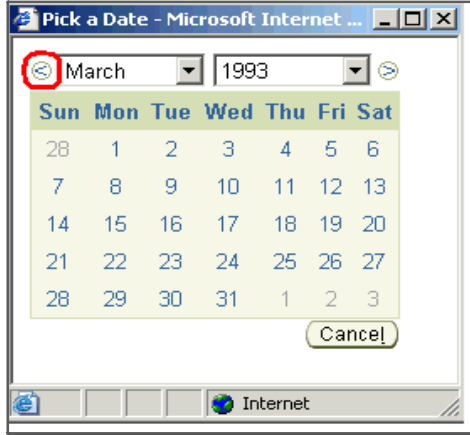 Pick a Date - Microsoft Internet ...
< March 1993 >
Sun Mon Tue Wed Thu Fri Sat
28 1 2 3 4 5 6
7 8 9 10 11 12 13
14 15 16 17 18 19 20
21 22 23 24 25 26 27
28 29 30 31 1 2 3
Cancel
Internet